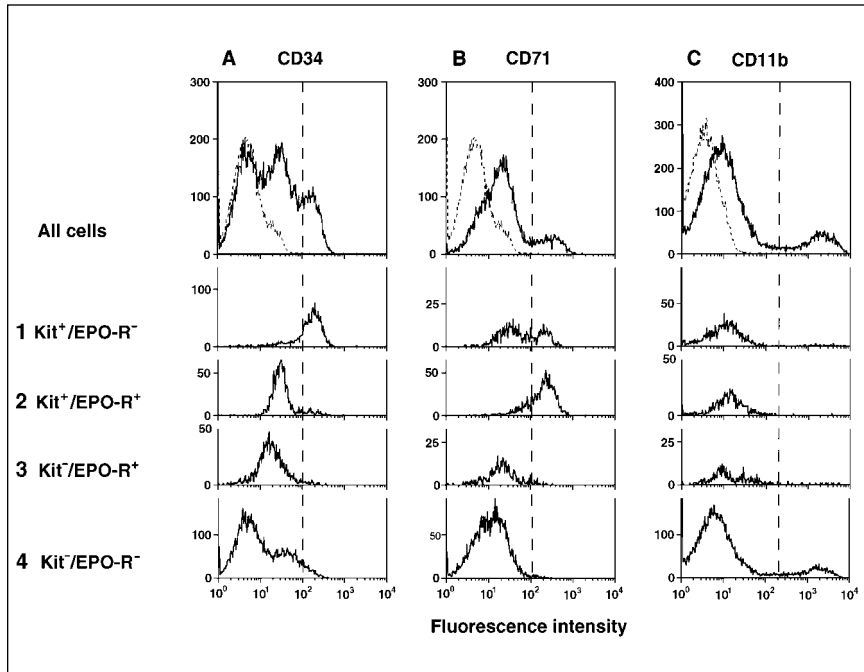 A CD34 B CD71 C CD11b
300 300 400
200 200 300
200
100 100 100
0 0 0
All cells
100 25 25
0 0 0
1 Kit⁺/EPO-R⁻
50 50 25
0 0 0
2 Kit⁺/EPO-R⁺
50 25 25
0 0 0
3 Kit⁻/EPO-R⁺
100 50 100
0 0 0
4 Kit⁻/EPO-R⁻
10⁰ 10¹ 10² 10³ 10⁴ 10⁰ 10¹ 10² 10³ 10⁴ 10⁰ 10¹ 10² 10³ 10⁴
Fluorescence intensity